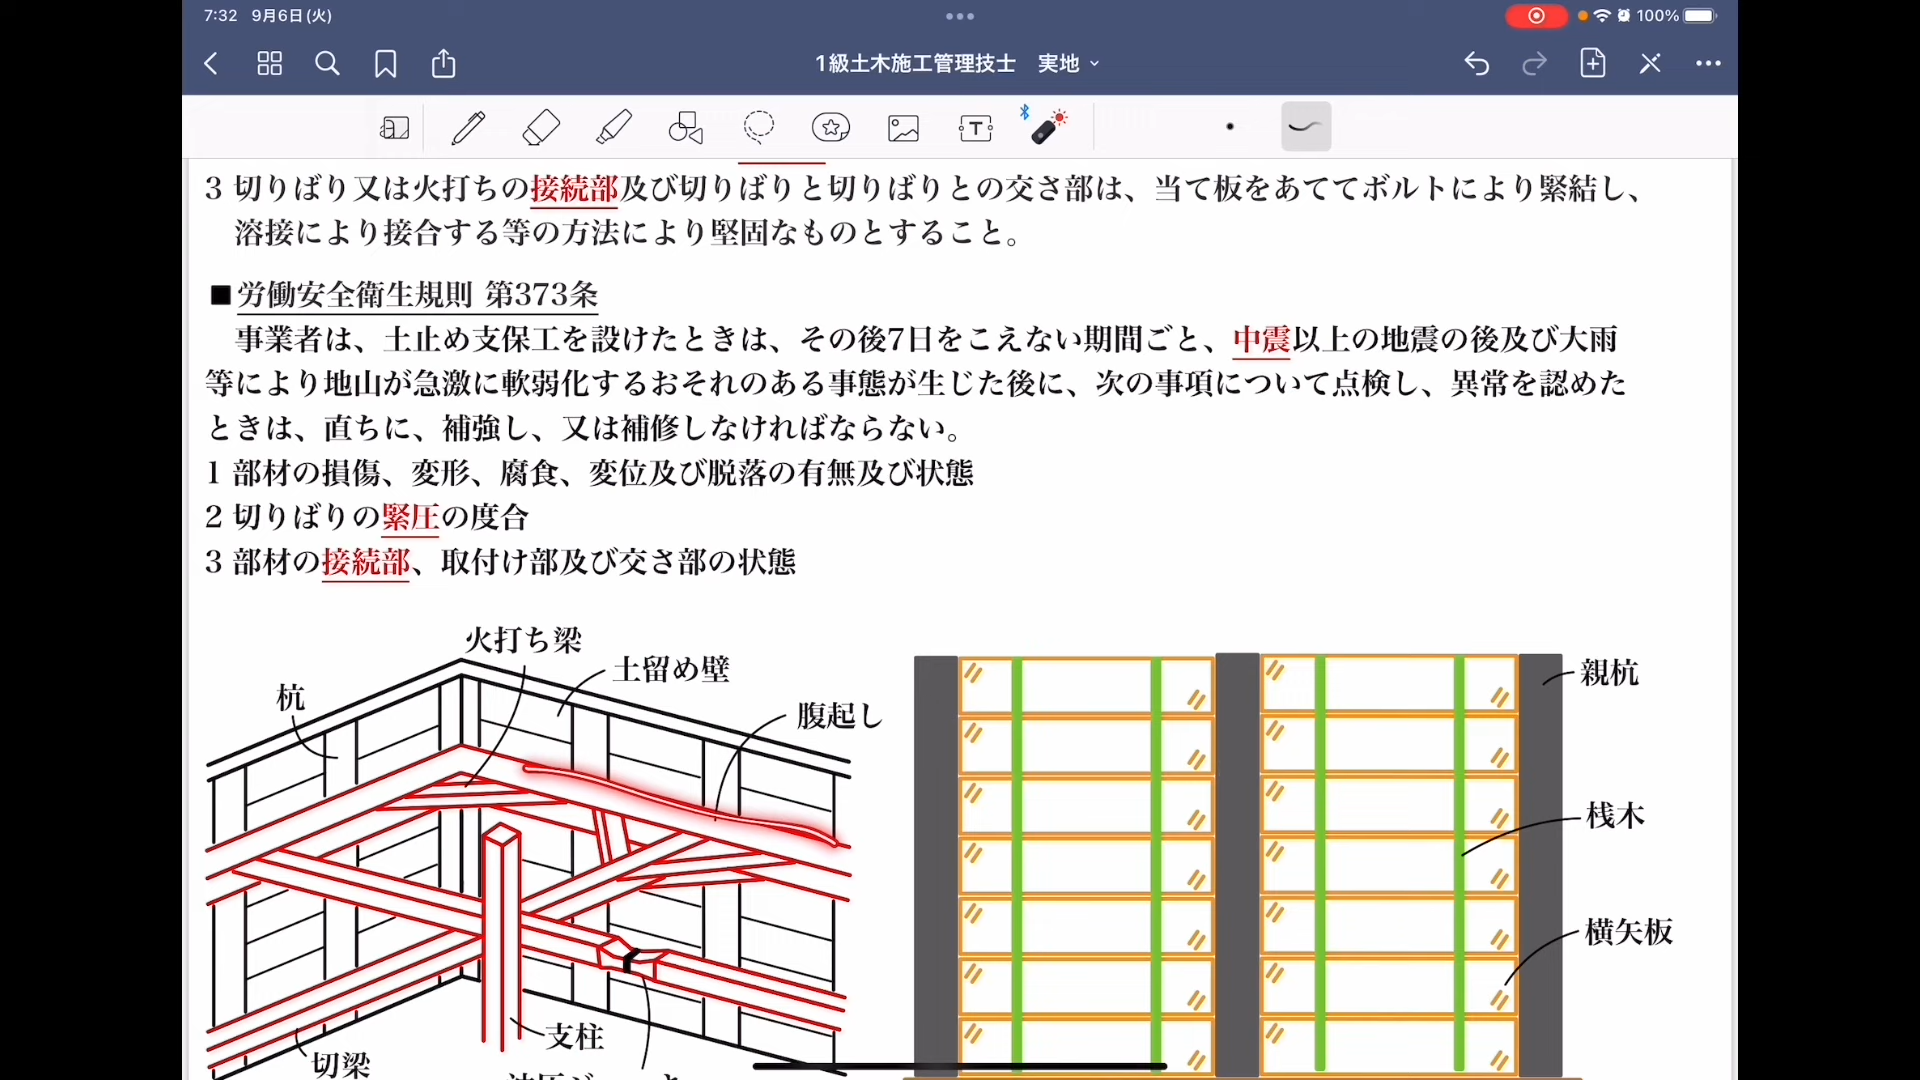 7:32 9月6日(火)
100%
1級土木施工管理技士 実地
T
3 切りばり又は火打ちの接続部及び切りばりと切りばりとの交さ部は、当て板をあててボルトにより緊結し、
溶接により接合する等の方法により堅固なものとすること。
■労働安全衛生規則 第373条
事業者は、土止め支保工を設けたときは、その後7日をこえない期間ごと、中震以上の地震の後及び大雨
等により地山が急激に軟弱化するおそれのある事態が生じた後に、次の事項について点検し、異常を認めた
ときは、直ちに、補強し、又は補修しなければならない。
1 部材の損傷、変形、腐食、変位及び脱落の有無及び状態
2 切りばりの緊圧の度合
3 部材の接続部、取付け部及び交さ部の状態
火打ち梁
土留め壁
杭
腹起し
親杭
桟木
横矢板
支柱
切梁